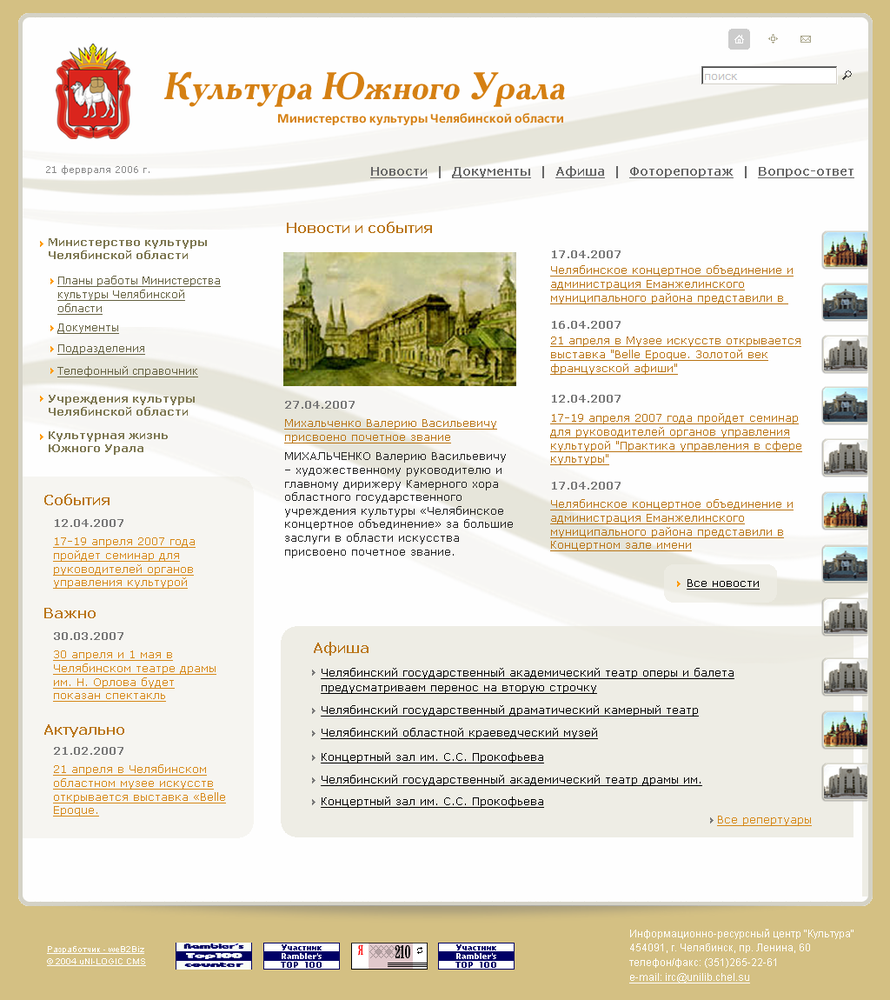 Культура Южного Урала
Министерство культуры Челябинской области
поиск
21 фервраля 2006 г.
Новости | Документы | Афиша | Фоторепортаж | Вопрос-ответ
Министерство культуры
Челябинской области
Планы работы Министерства
культуры Челябинской
области
Документы
Подразделения
Телефонный справочник
Учреждения культуры
Челябинской области
Культурная жизнь
Южного Урала
События
12.04.2007
17-19 апреля 2007 года
пройдет семинар для
руководителей органов
управления культурой
Важно
30.03.2007
30 апреля и 1 мая в
Челябинском театре драмы
им. Н. Орлова будет
показан спектакль
Актуально
21.02.2007
21 апреля в Челябинском
областном музее искусств
открывается выставка «Belle
Epoque.
Новости и события
27.04.2007
Михальченко Валерию Васильевичу
присвоено почетное звание
МИХАЛЬЧЕНКО Валерию Васильевичу
– художественному руководителю и
главному дирижеру Камерного хора
областного государственного
учреждения культуры «Челябинское
концертное объединение» за большие
заслуги в области искусства
присвоено почетное звание.
17.04.2007
Челябинское концертное объединение и
администрация Еманжелинского
муниципального района представили в
16.04.2007
21 апреля в Музее искусств открывается
выставка "Belle Epoque. Золотой век
французской афиши"
12.04.2007
17-19 апреля 2007 года пройдет семинар
для руководителей органов управления
культурой "Практика управления в сфере
культуры"
17.04.2007
Челябинское концертное объединение и
администрация Еманжелинского
муниципального района представили в
Концертном зале имени
Все новости
Афиша
Челябинский государственный академический театр оперы и балета
предусматриваем перенос на вторую строчку
Челябинский государственный драматический камерный театр
Челябинский областной краеведческий музей
Концертный зал им. С.С. Прокофьева
Челябинский государственный академический театр драмы им.
Концертный зал им. С.С. Прокофьева
Все репертуары
Разработчик - weB2Biz
© 2004 uNI-LOGIC CMS
Rambler's
Top100
counter
Участник
Rambler's
TOP 100
Я 210
Участник
Rambler's
TOP 100
Информационно-ресурсный центр "Культура"
454091, г. Челябинск, пр. Ленина, 60
телефон/факс: (351)265-22-61
e-mail: irc@unilib.chel.su